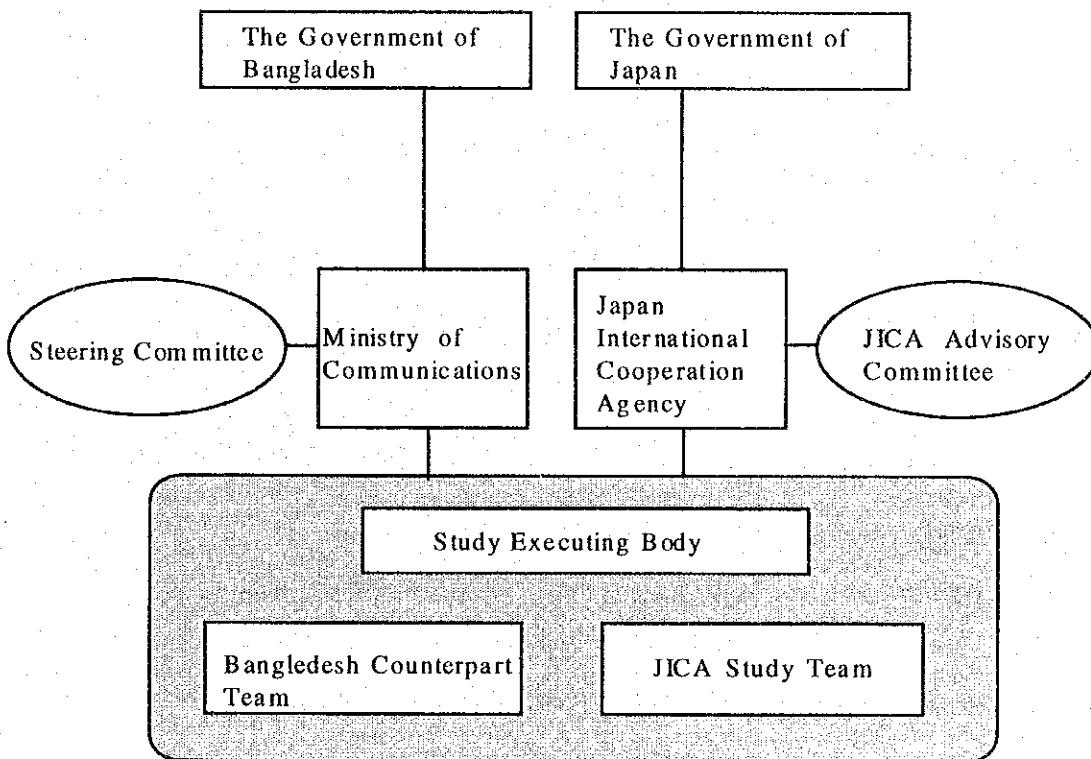 The Government of
Bangladesh
The Government of
Japan
Steering Committee
Ministry of
Communications
Japan
International
Cooperation
Agency
JICA Advisory
Committee
Study Executing Body
Bangledesh Counterpart
Team
JICA Study Team